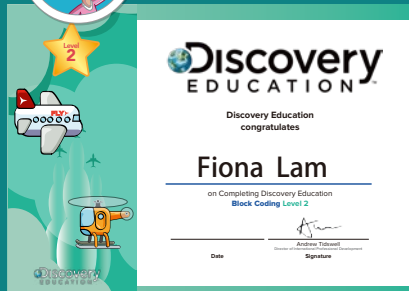 Level
2
FLY
Discovery
EDUCATION
Discovery Education
congratulates
Fiona Lam
on Completing Discovery Education
Block Coding Level 2
Andrew Tidswell
Director of International Professional Development
Date
Signature
Discovery
EDUCATION